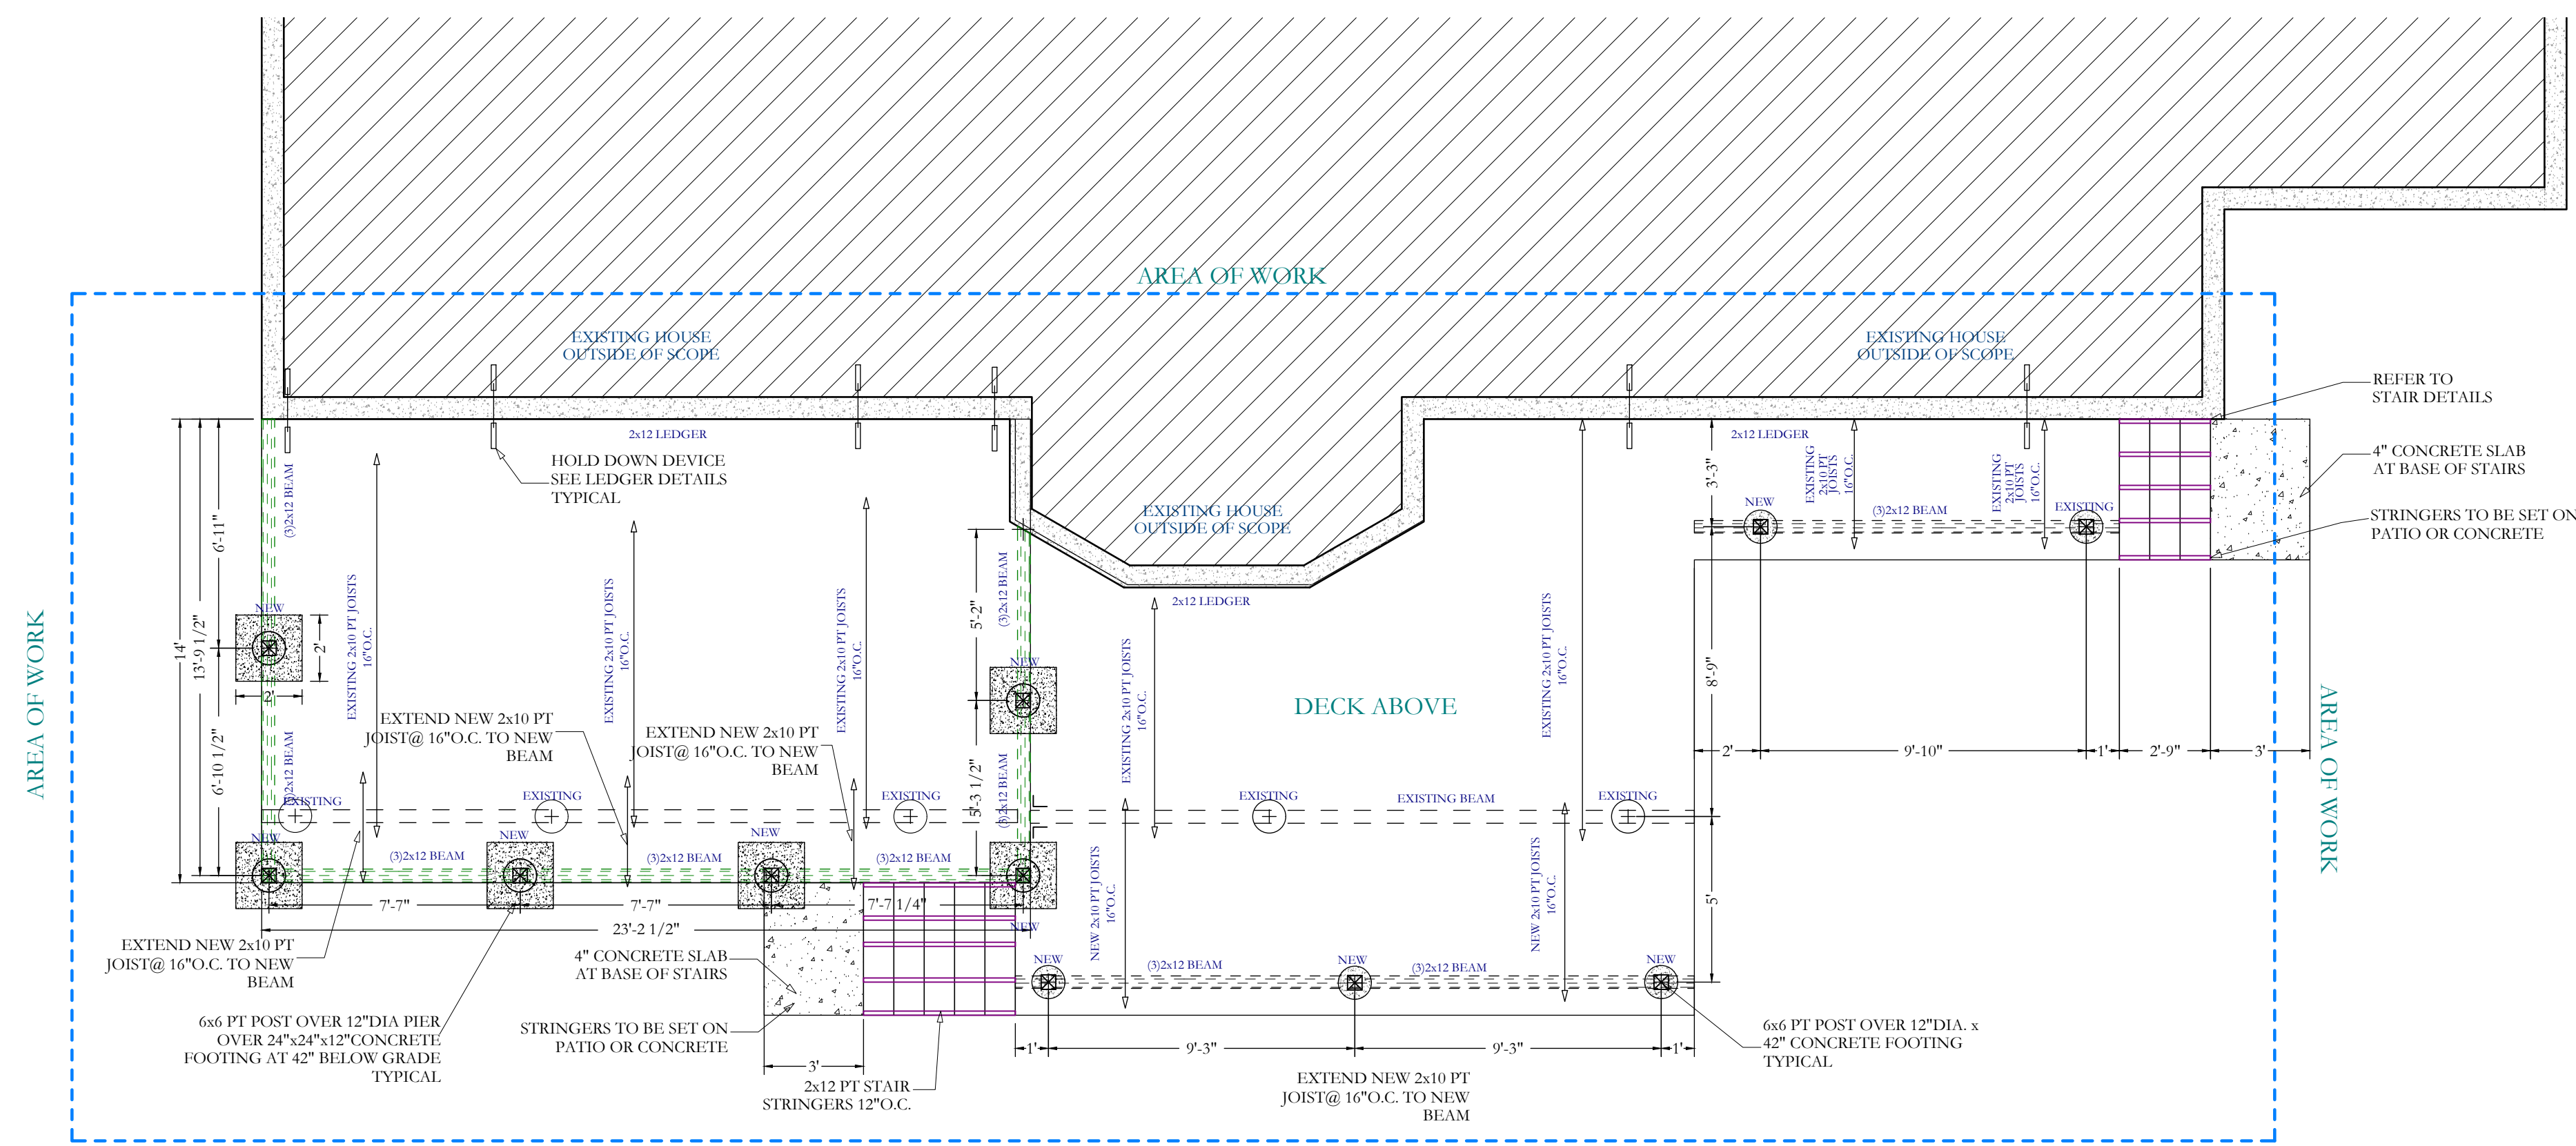 AREA OF WORK
EXISTING HOUSE
OUTSIDE OF SCOPE
EXISTING HOUSE
OUTSIDE OF SCOPE
REFER TO
STAIR DETAILS
2x12 LEDGER
2x12 LEDGER
HOLD DOWN DEVICE
SEE LEDGER DETAILS
TYPICAL
4" CONCRETE SLAB
AT BASE OF STAIRS
(3)2x12 BEAM
3'-3"
EXISTING
2x10 PT
JOISTS
16"O.C.
EXISTING
2x10 PT
JOISTS
16"O.C.
NEW
(3)2x12 BEAM
EXISTING
EXISTING HOUSE
OUTSIDE OF SCOPE
STRINGERS TO BE SET ON
PATIO OR CONCRETE
6'-11"
14'
13'-9 1/2"
NEW
2'
2'
EXISTING 2x10 PT JOISTS
16"O.C.
EXISTING 2x10 PT JOISTS
16"O.C.
EXISTING 2x10 PT JOISTS
16"O.C.
5'-2"
(3)2x12 BEAM
NEW
2x12 LEDGER
EXISTING 2x10 PT JOISTS
16"O.C.
EXISTING 2x10 PT JOISTS
16"O.C.
DECK ABOVE
8'-9"
AREA OF WORK
AREA OF WORK
EXTEND NEW 2x10 PT
JOIST@ 16"O.C. TO NEW
BEAM
EXTEND NEW 2x10 PT
JOIST@ 16"O.C. TO NEW
BEAM
2'
9'-10"
1'
2'-9"
3'
6'-10 1/2"
(3)2x12 BEAM
5'-3 1/2"
(3)2x12 BEAM
EXISTING
EXISTING
EXISTING
EXISTING
EXISTING BEAM
EXISTING
NEW
NEW
NEW
(3)2x12 BEAM
(3)2x12 BEAM
(3)2x12 BEAM
NEW 2x10 PT JOISTS
16"O.C.
NEW 2x10 PT JOISTS
16"O.C.
5'
7'-7"
7'-7"
7'-7 1/4"
23'-2 1/2"
NEW
EXTEND NEW 2x10 PT
JOIST@ 16"O.C. TO NEW
BEAM
4" CONCRETE SLAB
AT BASE OF STAIRS
NEW
(3)2x12 BEAM
NEW
(3)2x12 BEAM
NEW
6x6 PT POST OVER 12"DIA PIER
OVER 24"x24"x12"CONCRETE
FOOTING AT 42" BELOW GRADE
TYPICAL
STRINGERS TO BE SET ON
PATIO OR CONCRETE
6x6 PT POST OVER 12"DIA. x
42" CONCRETE FOOTING
TYPICAL
1'
9'-3"
9'-3"
1'
3'
2x12 PT STAIR
STRINGERS 12"O.C.
EXTEND NEW 2x10 PT
JOIST@ 16"O.C. TO NEW
BEAM